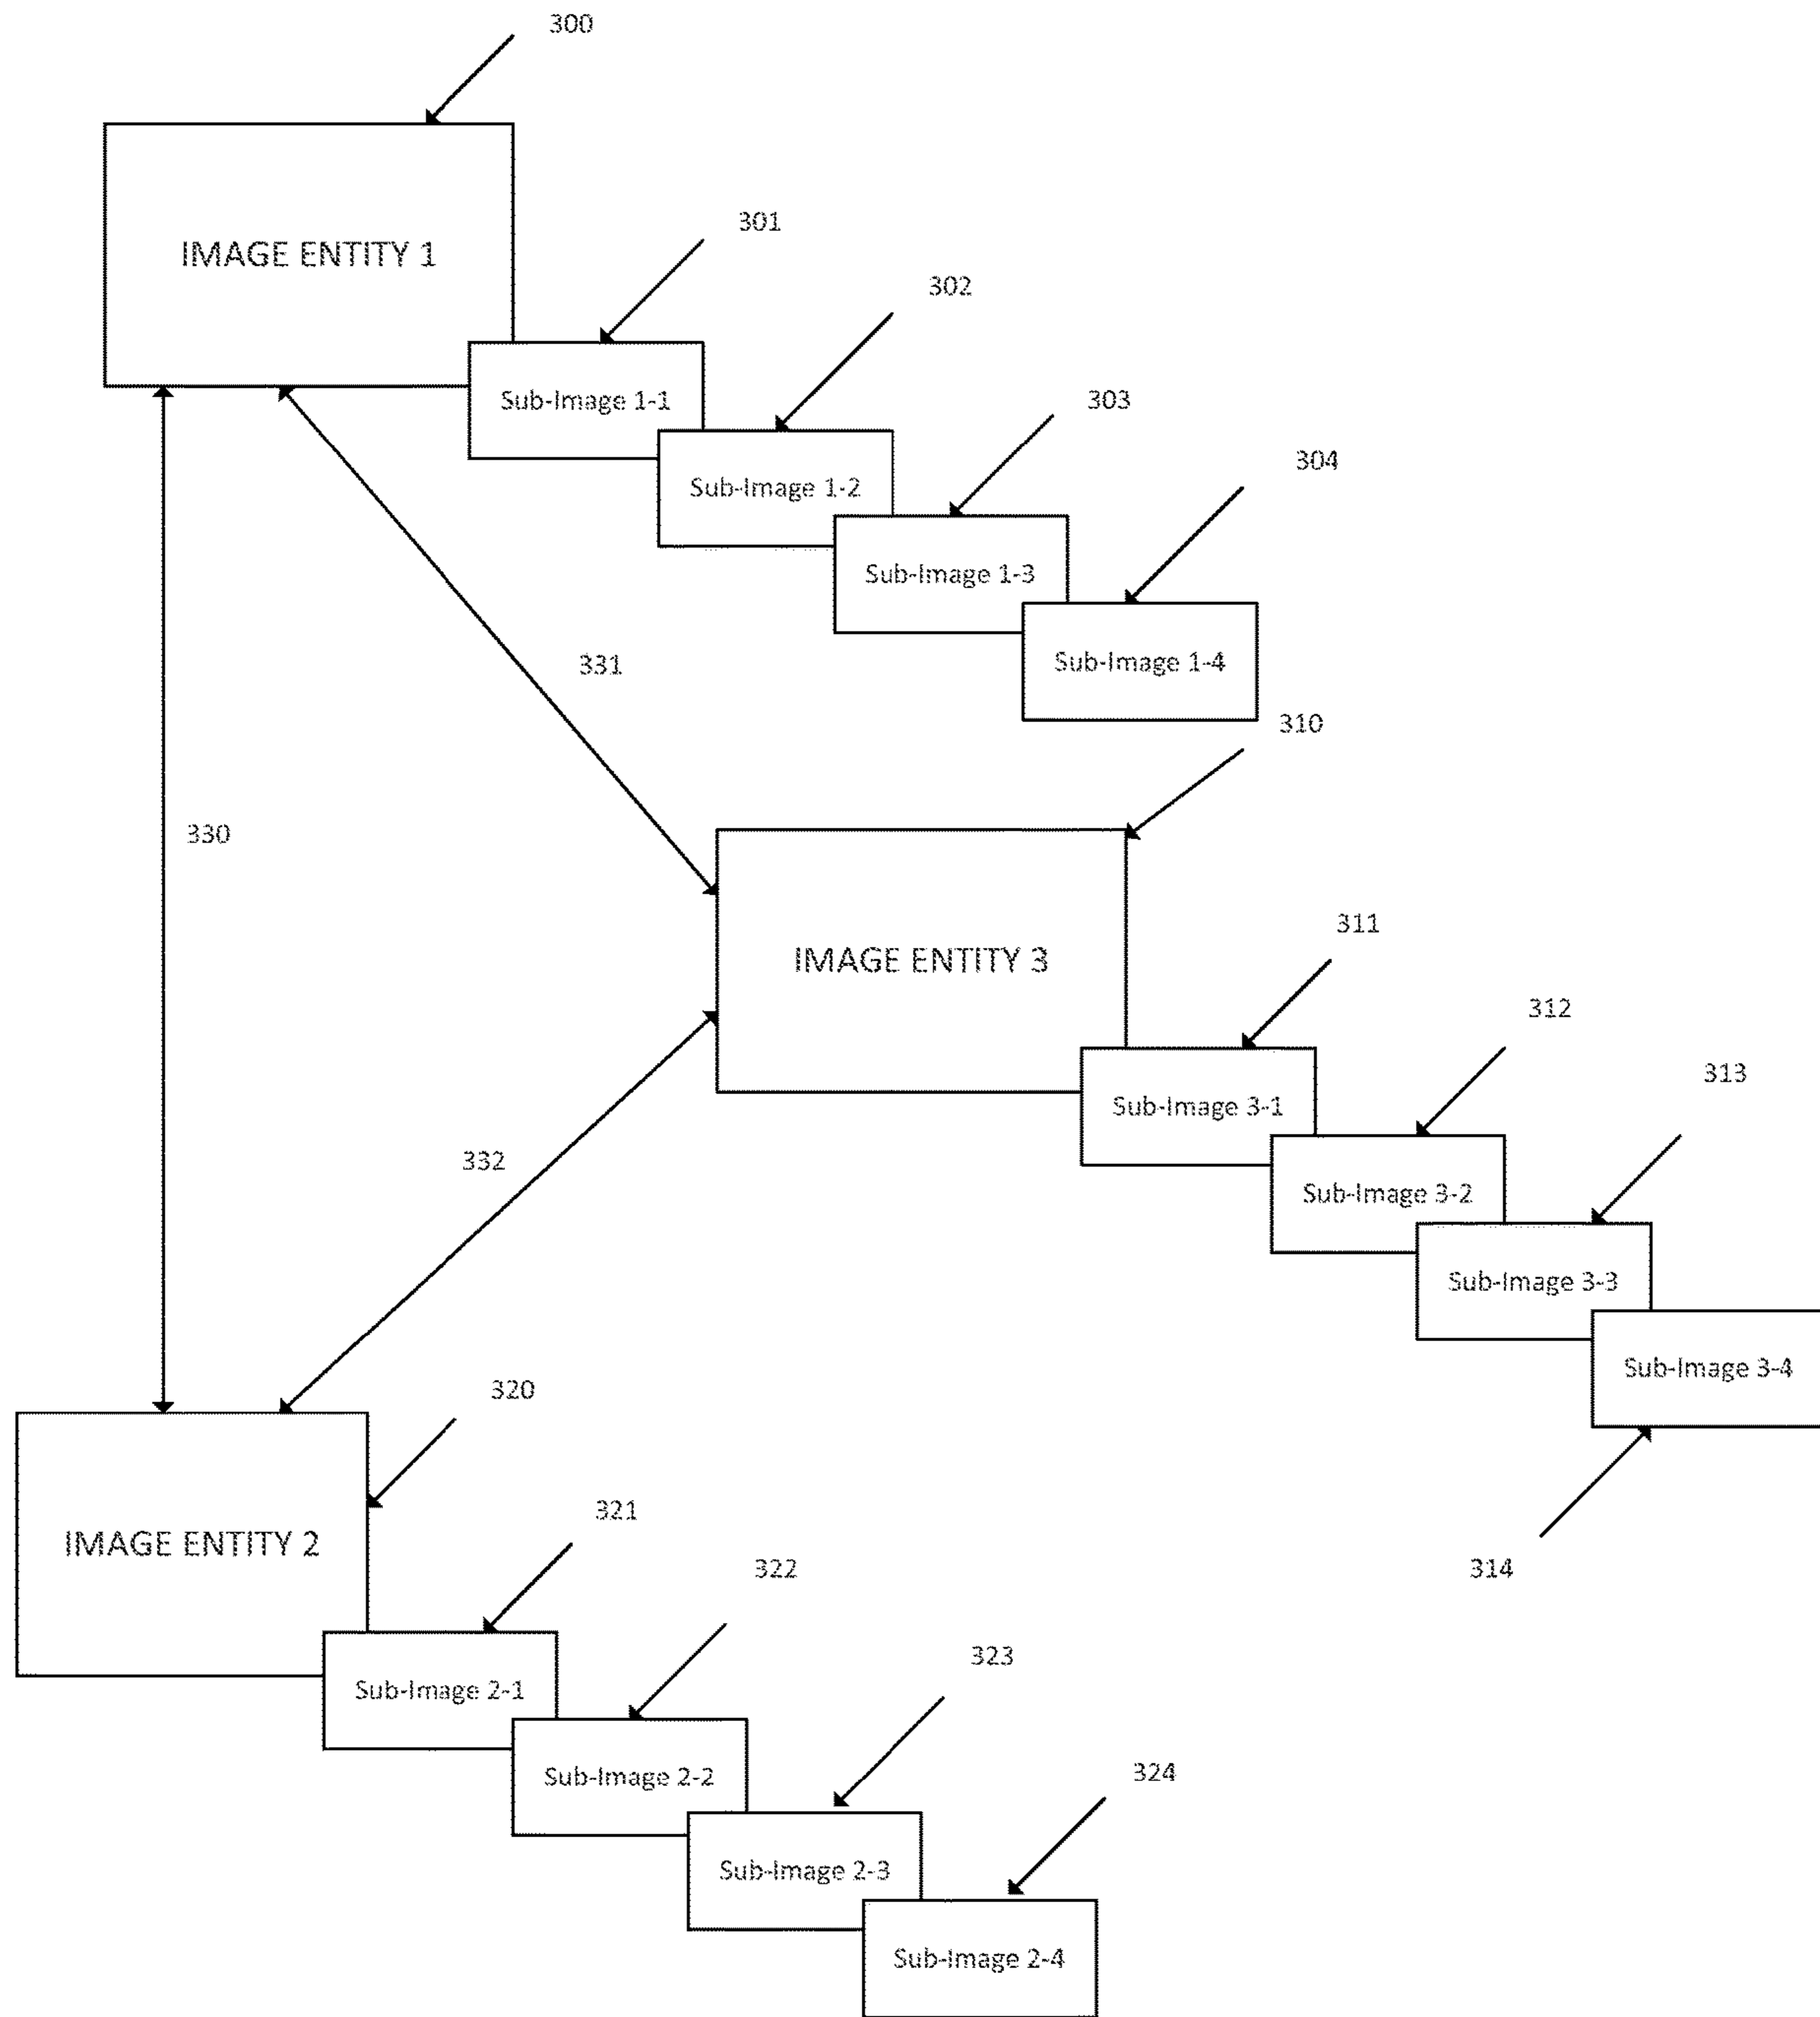 300
IMAGE ENTITY 1
301
Sub-Image 1-1
302
Sub-Image 1-2
303
Sub-Image 1-3
304
Sub-Image 1-4
331
330
310
IMAGE ENTITY 3
311
Sub-Image 3-1
312
Sub-Image 3-2
313
Sub-Image 3-3
Sub-Image 3-4
314
332
320
IMAGE ENTITY 2
321
Sub-Image 2-1
322
Sub-Image 2-2
323
Sub-Image 2-3
324
Sub-Image 2-4